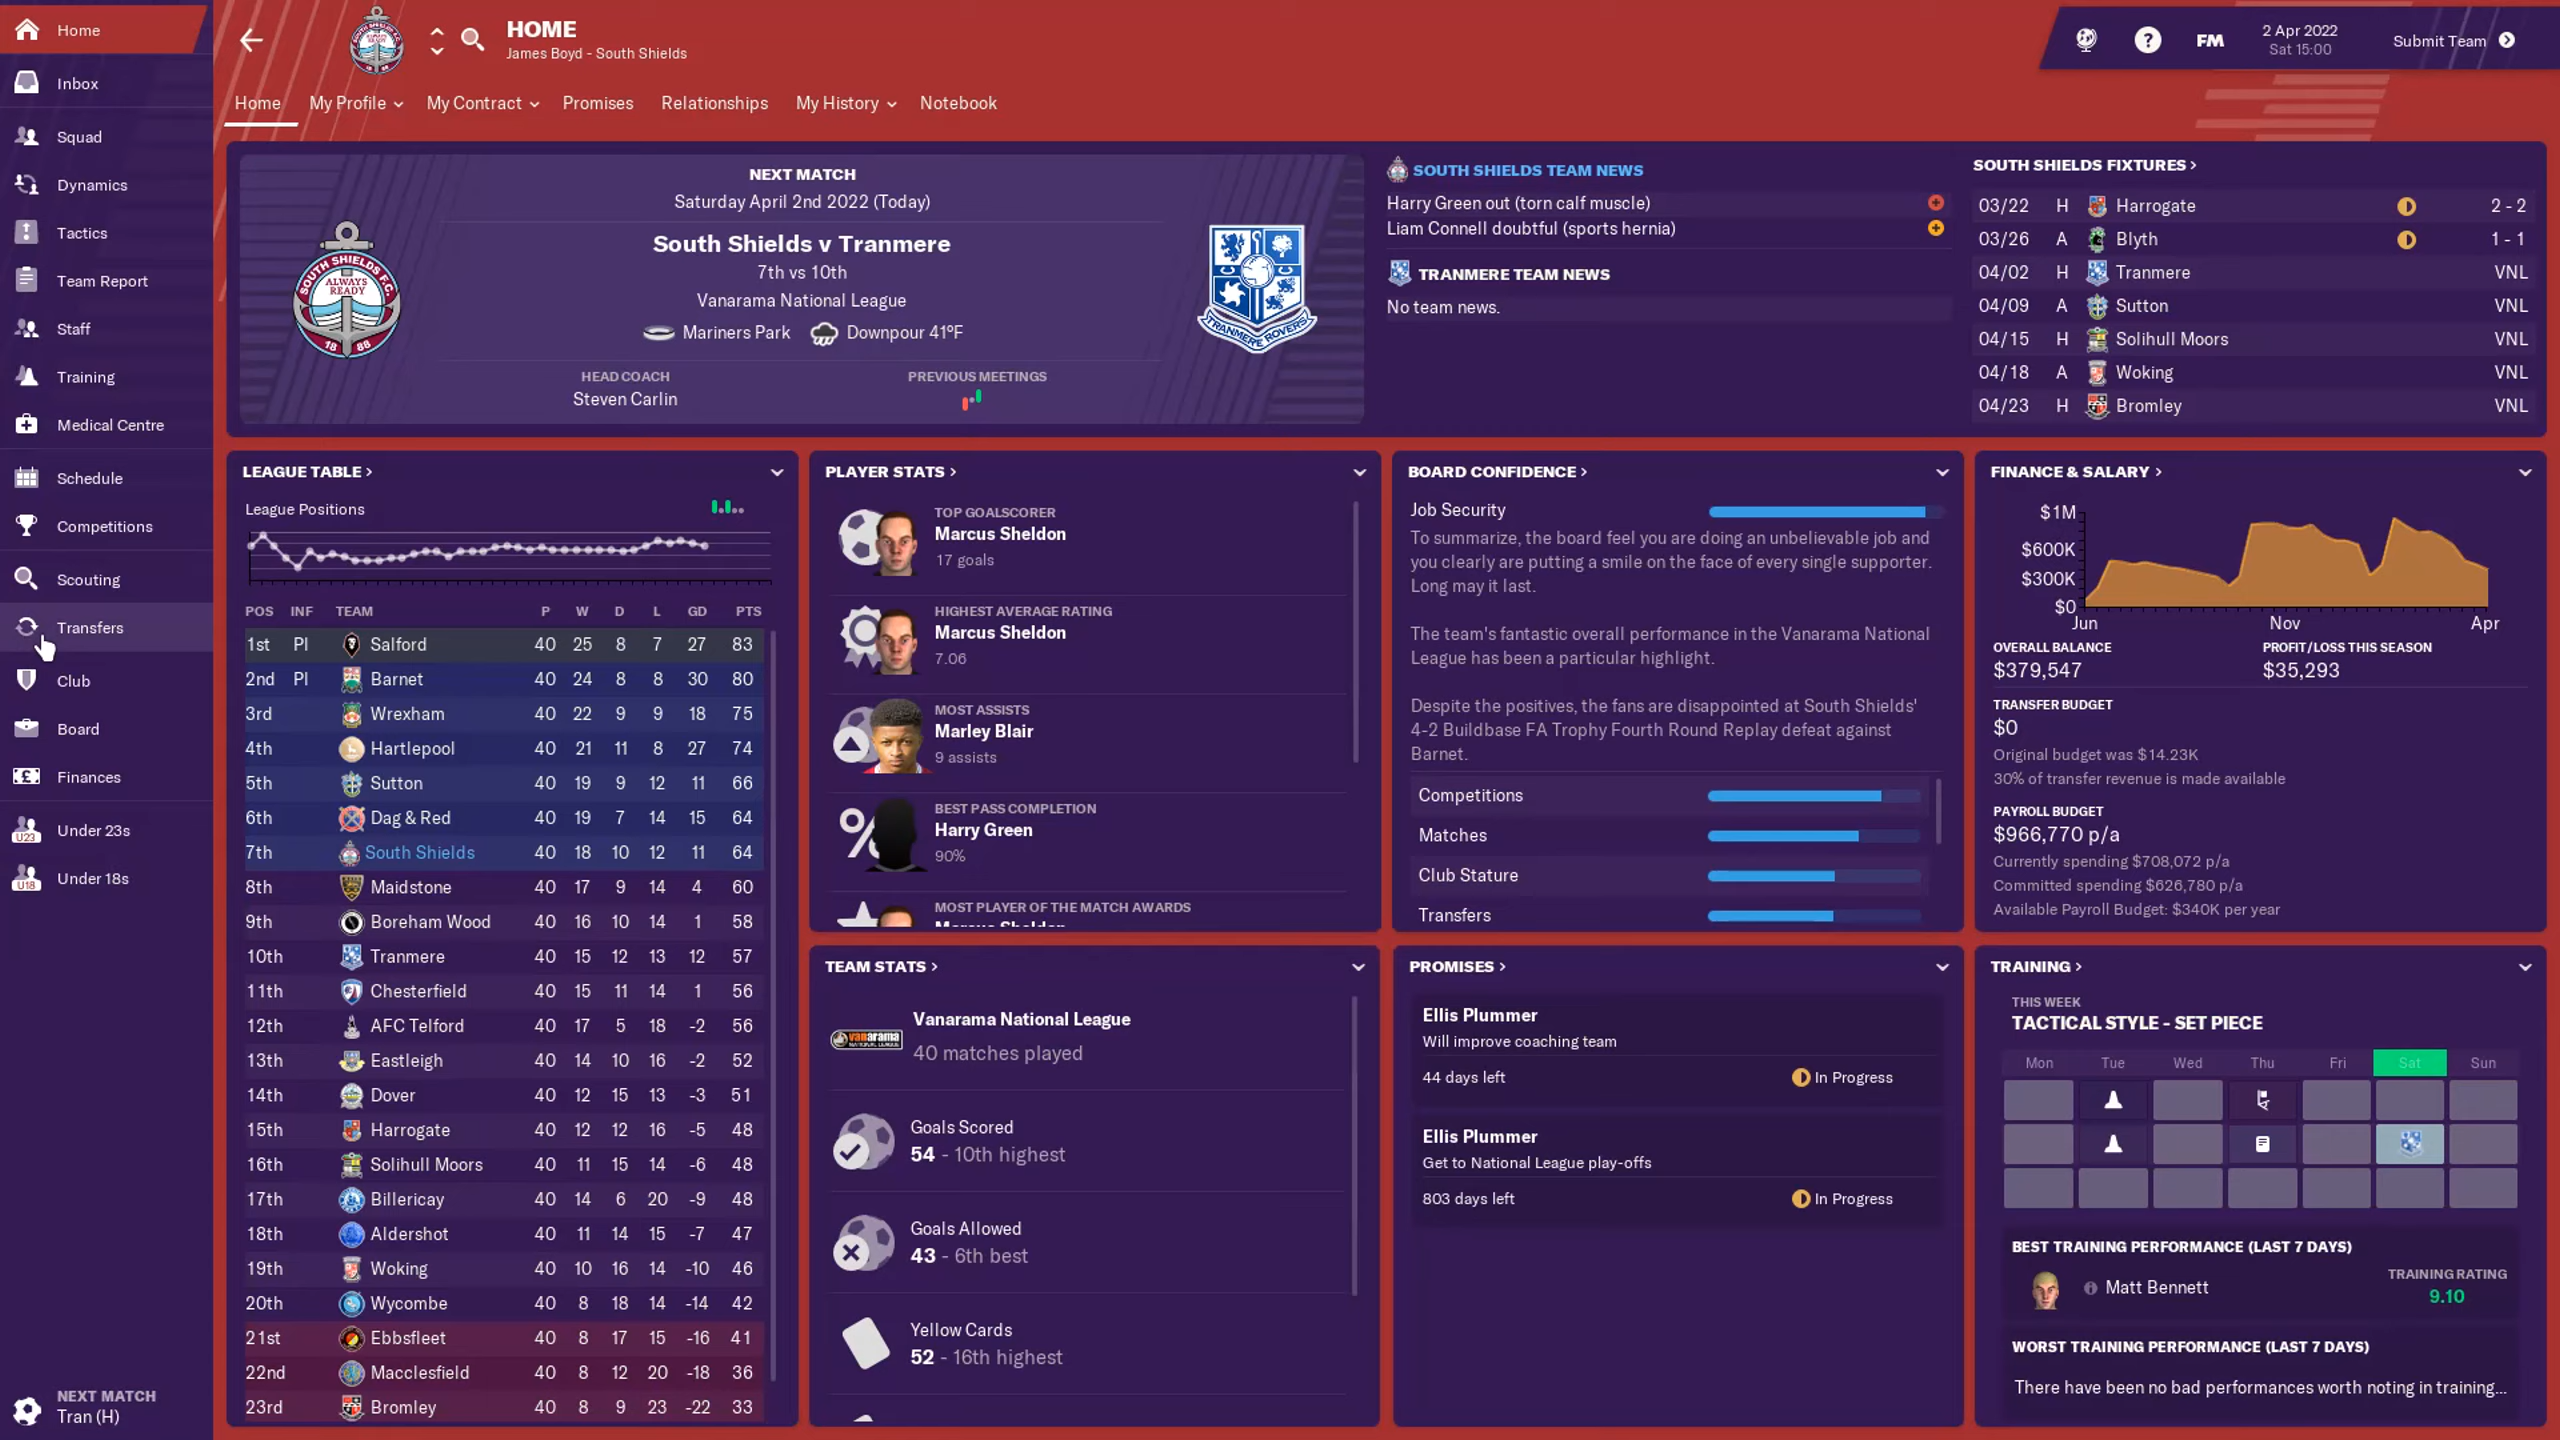 Home
Inbox
Squad
Dynamics
Tactics
Team Report
Staff
Training
Medical Centre
Schedule
Competitions
Scouting
Transfers
Club
Board
Finances
U23 Under 23s
U18 Under 18s
NEXT MATCH
Tran (H)
HOME
James Boyd - South Shields
FM
2 Apr 2022
Sat 15:00
Submit Team
Home My Profile My Contract Promises Relationships My History Notebook
NEXT MATCH
Saturday April 2nd 2022 (Today)
South Shields v Tranmere
7th vs 10th
Vanarama National League
Mariners Park Downpour 41°F
HEAD COACH
Steven Carlin
PREVIOUS MEETINGS
SOUTH SHIELDS F.C.
ALWAYS READY
18 88
TRANMERE ROVERS
SOUTH SHIELDS TEAM NEWS
Harry Green out (torn calf muscle)
Liam Connell doubtful (sports hernia)
TRANMERE TEAM NEWS
No team news.
SOUTH SHIELDS FIXTURES >
03/22 H Harrogate 2 - 2
03/26 A Blyth 1 - 1
04/02 H Tranmere VNL
04/09 A Sutton VNL
04/15 H Solihull Moors VNL
04/18 A Woking VNL
04/23 H Bromley VNL
LEAGUE TABLE >
League Positions
POS INF TEAM P W D L GD PTS
1st Pl Salford 40 25 8 7 27 83
2nd Pl Barnet 40 24 8 8 30 80
3rd Wrexham 40 22 9 9 18 75
4th Hartlepool 40 21 11 8 27 74
5th Sutton 40 19 9 12 11 66
6th Dag & Red 40 19 7 14 15 64
7th South Shields 40 18 10 12 11 64
8th Maidstone 40 17 9 14 4 60
9th Boreham Wood 40 16 10 14 1 58
10th Tranmere 40 15 12 13 12 57
11th Chesterfield 40 15 11 14 1 56
12th AFC Telford 40 17 5 18 -2 56
13th Eastleigh 40 14 10 16 -2 52
14th Dover 40 12 15 13 -3 51
15th Harrogate 40 12 12 16 -5 48
16th Solihull Moors 40 11 15 14 -6 48
17th Billericay 40 14 6 20 -9 48
18th Aldershot 40 11 14 15 -7 47
19th Woking 40 10 16 14 -10 46
20th Wycombe 40 8 18 14 -14 42
21st Ebbsfleet 40 8 17 15 -16 41
22nd Macclesfield 40 8 12 20 -18 36
23rd Bromley 40 8 9 23 -22 33
PLAYER STATS >
TOP GOALSCORER
Marcus Sheldon
17 goals
HIGHEST AVERAGE RATING
Marcus Sheldon
7.06
MOST ASSISTS
Marley Blair
9 assists
BEST PASS COMPLETION
Harry Green
90%
MOST PLAYER OF THE MATCH AWARDS
Marcus Sheldon
TEAM STATS >
vanarama
Vanarama National League
40 matches played
Goals Scored
54 - 10th highest
Goals Allowed
43 - 6th best
Yellow Cards
52 - 16th highest
BOARD CONFIDENCE >
Job Security
To summarize, the board feel you are doing an unbelievable job and
you clearly are putting a smile on the face of every single supporter.
Long may it last.
The team's fantastic overall performance in the Vanarama National
League has been a particular highlight.
Despite the positives, the fans are disappointed at South Shields'
4-2 Buildbase FA Trophy Fourth Round Replay defeat against
Barnet.
Competitions
Matches
Club Stature
Transfers
PROMISES >
Ellis Plummer
Will improve coaching team
44 days left In Progress
Ellis Plummer
Get to National League play-offs
803 days left In Progress
FINANCE & SALARY >
$1M
$600K
$300K
$0
Jun Nov Apr
OVERALL BALANCE PROFIT/LOSS THIS SEASON
$379,547 $35,293
TRANSFER BUDGET
$0
Original budget was $14.23K
30% of transfer revenue is made available
PAYROLL BUDGET
$966,770 p/a
Currently spending $708,072 p/a
Committed spending $626,780 p/a
Available Payroll Budget: $340K per year
TRAINING >
THIS WEEK
TACTICAL STYLE - SET PIECE
Mon Tue Wed Thu Fri Sat Sun
BEST TRAINING PERFORMANCE (LAST 7 DAYS)
Matt Bennett
TRAINING RATING
9.10
WORST TRAINING PERFORMANCE (LAST 7 DAYS)
There have been no bad performances worth noting in training...